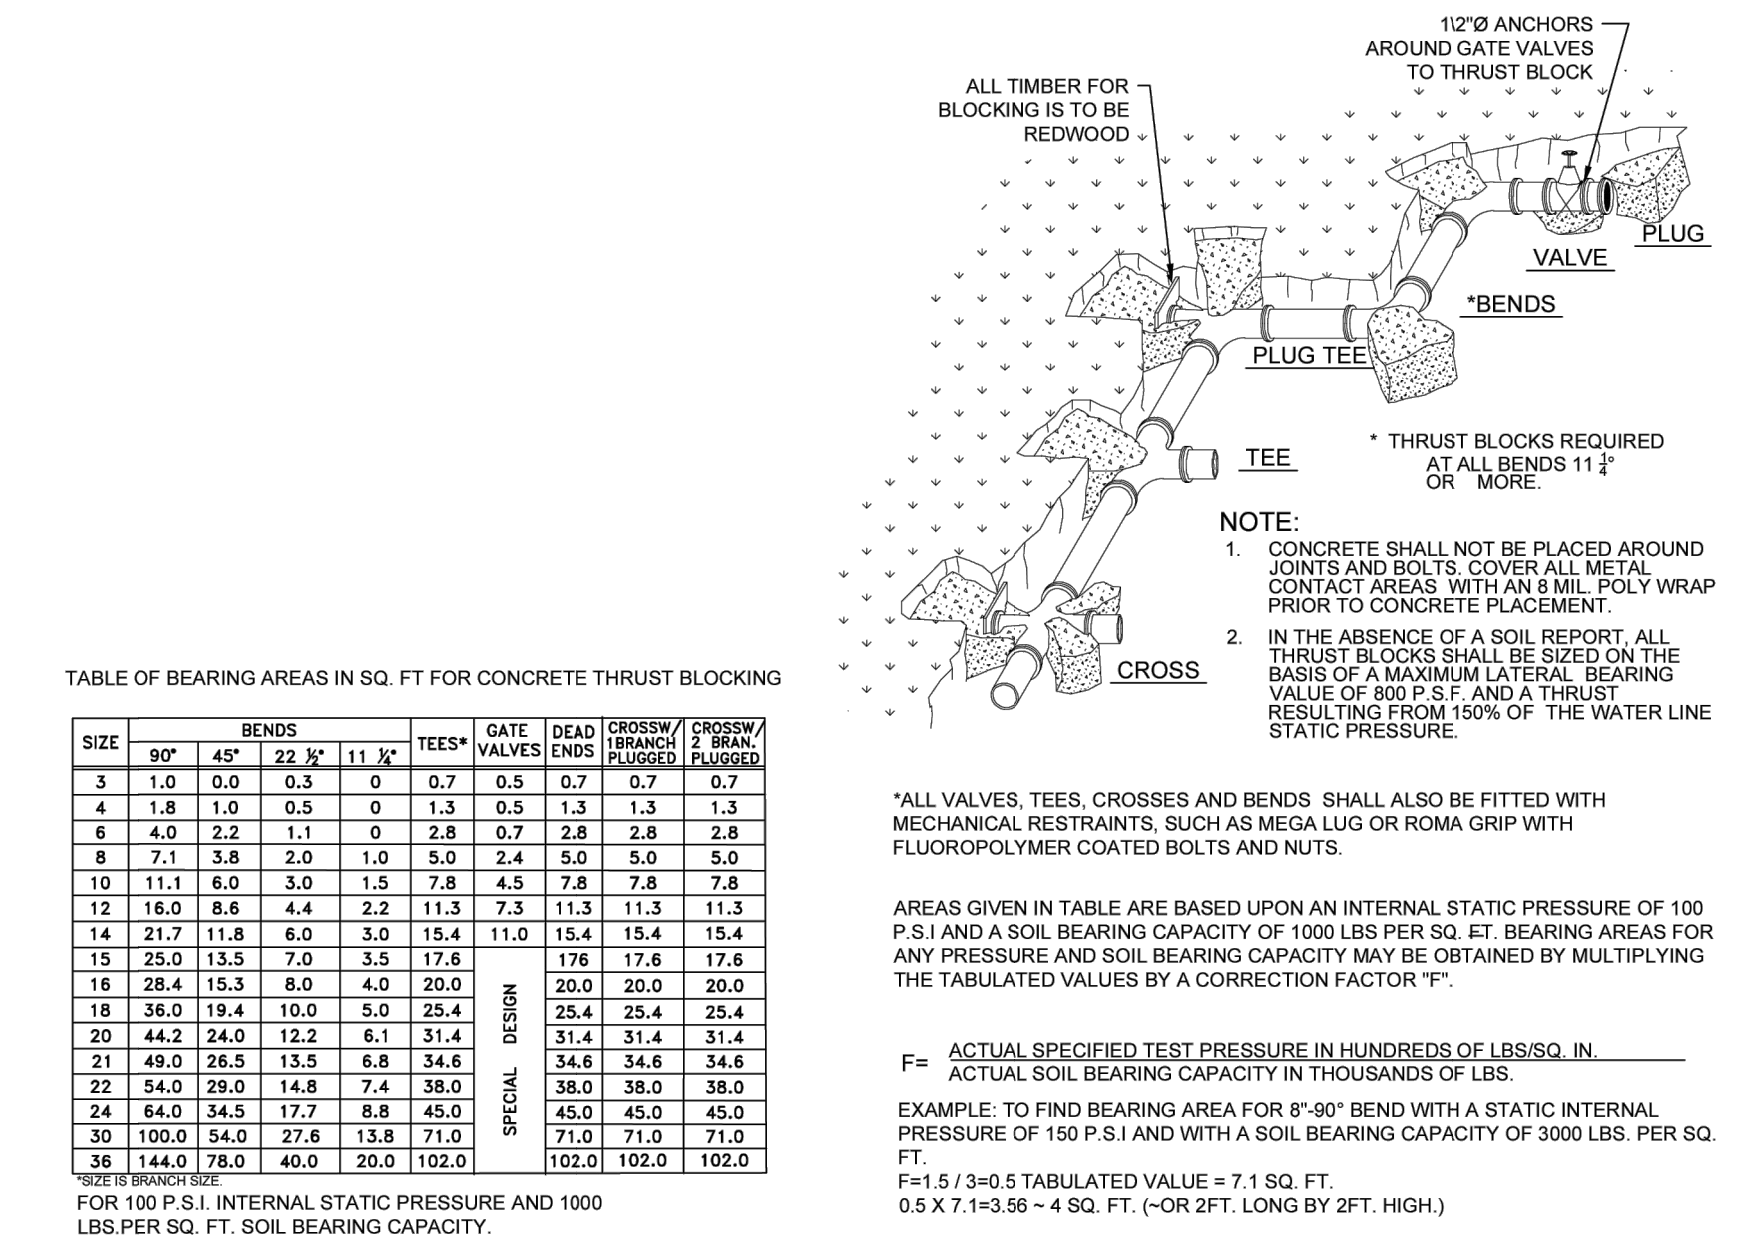 1\2"Ø ANCHORS
AROUND GATE VALVES
TO THRUST BLOCK
ALL TIMBER FOR
BLOCKING IS TO BE
REDWOOD
PLUG
VALVE
*BENDS
PLUG TEE
TEE
CROSS
* THRUST BLOCKS REQUIRED
AT ALL BENDS 11 1/4°
OR MORE.
NOTE:
1. CONCRETE SHALL NOT BE PLACED AROUND
JOINTS AND BOLTS. COVER ALL METAL
CONTACT AREAS WITH AN 8 MIL. POLY WRAP
PRIOR TO CONCRETE PLACEMENT.
2. IN THE ABSENCE OF A SOIL REPORT, ALL
THRUST BLOCKS SHALL BE SIZED ON THE
BASIS OF A MAXIMUM LATERAL BEARING
VALUE OF 800 P.S.F. AND A THRUST
RESULTING FROM 150% OF THE WATER LINE
STATIC PRESSURE.
TABLE OF BEARING AREAS IN SQ. FT FOR CONCRETE THRUST BLOCKING
SIZE BENDS TEES* GATE VALVES DEAD ENDS CROSSW/ 1BRANCH PLUGGED CROSSW/ 2 BRAN. PLUGGED
90° 45° 22 ½° 11 ¼°
3 1.0 0.0 0.3 0 0.7 0.5 0.7 0.7 0.7
4 1.8 1.0 0.5 0 1.3 0.5 1.3 1.3 1.3
6 4.0 2.2 1.1 0 2.8 0.7 2.8 2.8 2.8
8 7.1 3.8 2.0 1.0 5.0 2.4 5.0 5.0 5.0
10 11.1 6.0 3.0 1.5 7.8 4.5 7.8 7.8 7.8
12 16.0 8.6 4.4 2.2 11.3 7.3 11.3 11.3 11.3
14 21.7 11.8 6.0 3.0 15.4 11.0 15.4 15.4 15.4
15 25.0 13.5 7.0 3.5 17.6 176 17.6 17.6
16 28.4 15.3 8.0 4.0 20.0 20.0 20.0 20.0
18 36.0 19.4 10.0 5.0 25.4 25.4 25.4 25.4
20 44.2 24.0 12.2 6.1 31.4 31.4 31.4 31.4
21 49.0 26.5 13.5 6.8 34.6 34.6 34.6 34.6
22 54.0 29.0 14.8 7.4 38.0 38.0 38.0 38.0
24 64.0 34.5 17.7 8.8 45.0 45.0 45.0 45.0
30 100.0 54.0 27.6 13.8 71.0 71.0 71.0 71.0
36 144.0 78.0 40.0 20.0 102.0 102.0 102.0 102.0
SPECIAL DESIGN
*SIZE IS BRANCH SIZE.
FOR 100 P.S.I. INTERNAL STATIC PRESSURE AND 1000
LBS.PER SQ. FT. SOIL BEARING CAPACITY.
*ALL VALVES, TEES, CROSSES AND BENDS SHALL ALSO BE FITTED WITH
MECHANICAL RESTRAINTS, SUCH AS MEGA LUG OR ROMA GRIP WITH
FLUOROPOLYMER COATED BOLTS AND NUTS.
AREAS GIVEN IN TABLE ARE BASED UPON AN INTERNAL STATIC PRESSURE OF 100
P.S.I AND A SOIL BEARING CAPACITY OF 1000 LBS PER SQ. FT. BEARING AREAS FOR
ANY PRESSURE AND SOIL BEARING CAPACITY MAY BE OBTAINED BY MULTIPLYING
THE TABULATED VALUES BY A CORRECTION FACTOR "F".
F= ACTUAL SPECIFIED TEST PRESSURE IN HUNDREDS OF LBS/SQ. IN.
ACTUAL SOIL BEARING CAPACITY IN THOUSANDS OF LBS.
EXAMPLE: TO FIND BEARING AREA FOR 8"-90° BEND WITH A STATIC INTERNAL
PRESSURE OF 150 P.S.I AND WITH A SOIL BEARING CAPACITY OF 3000 LBS. PER SQ.
FT.
F=1.5 / 3=0.5 TABULATED VALUE = 7.1 SQ. FT.
0.5 X 7.1=3.56 ~ 4 SQ. FT. (~OR 2FT. LONG BY 2FT. HIGH.)